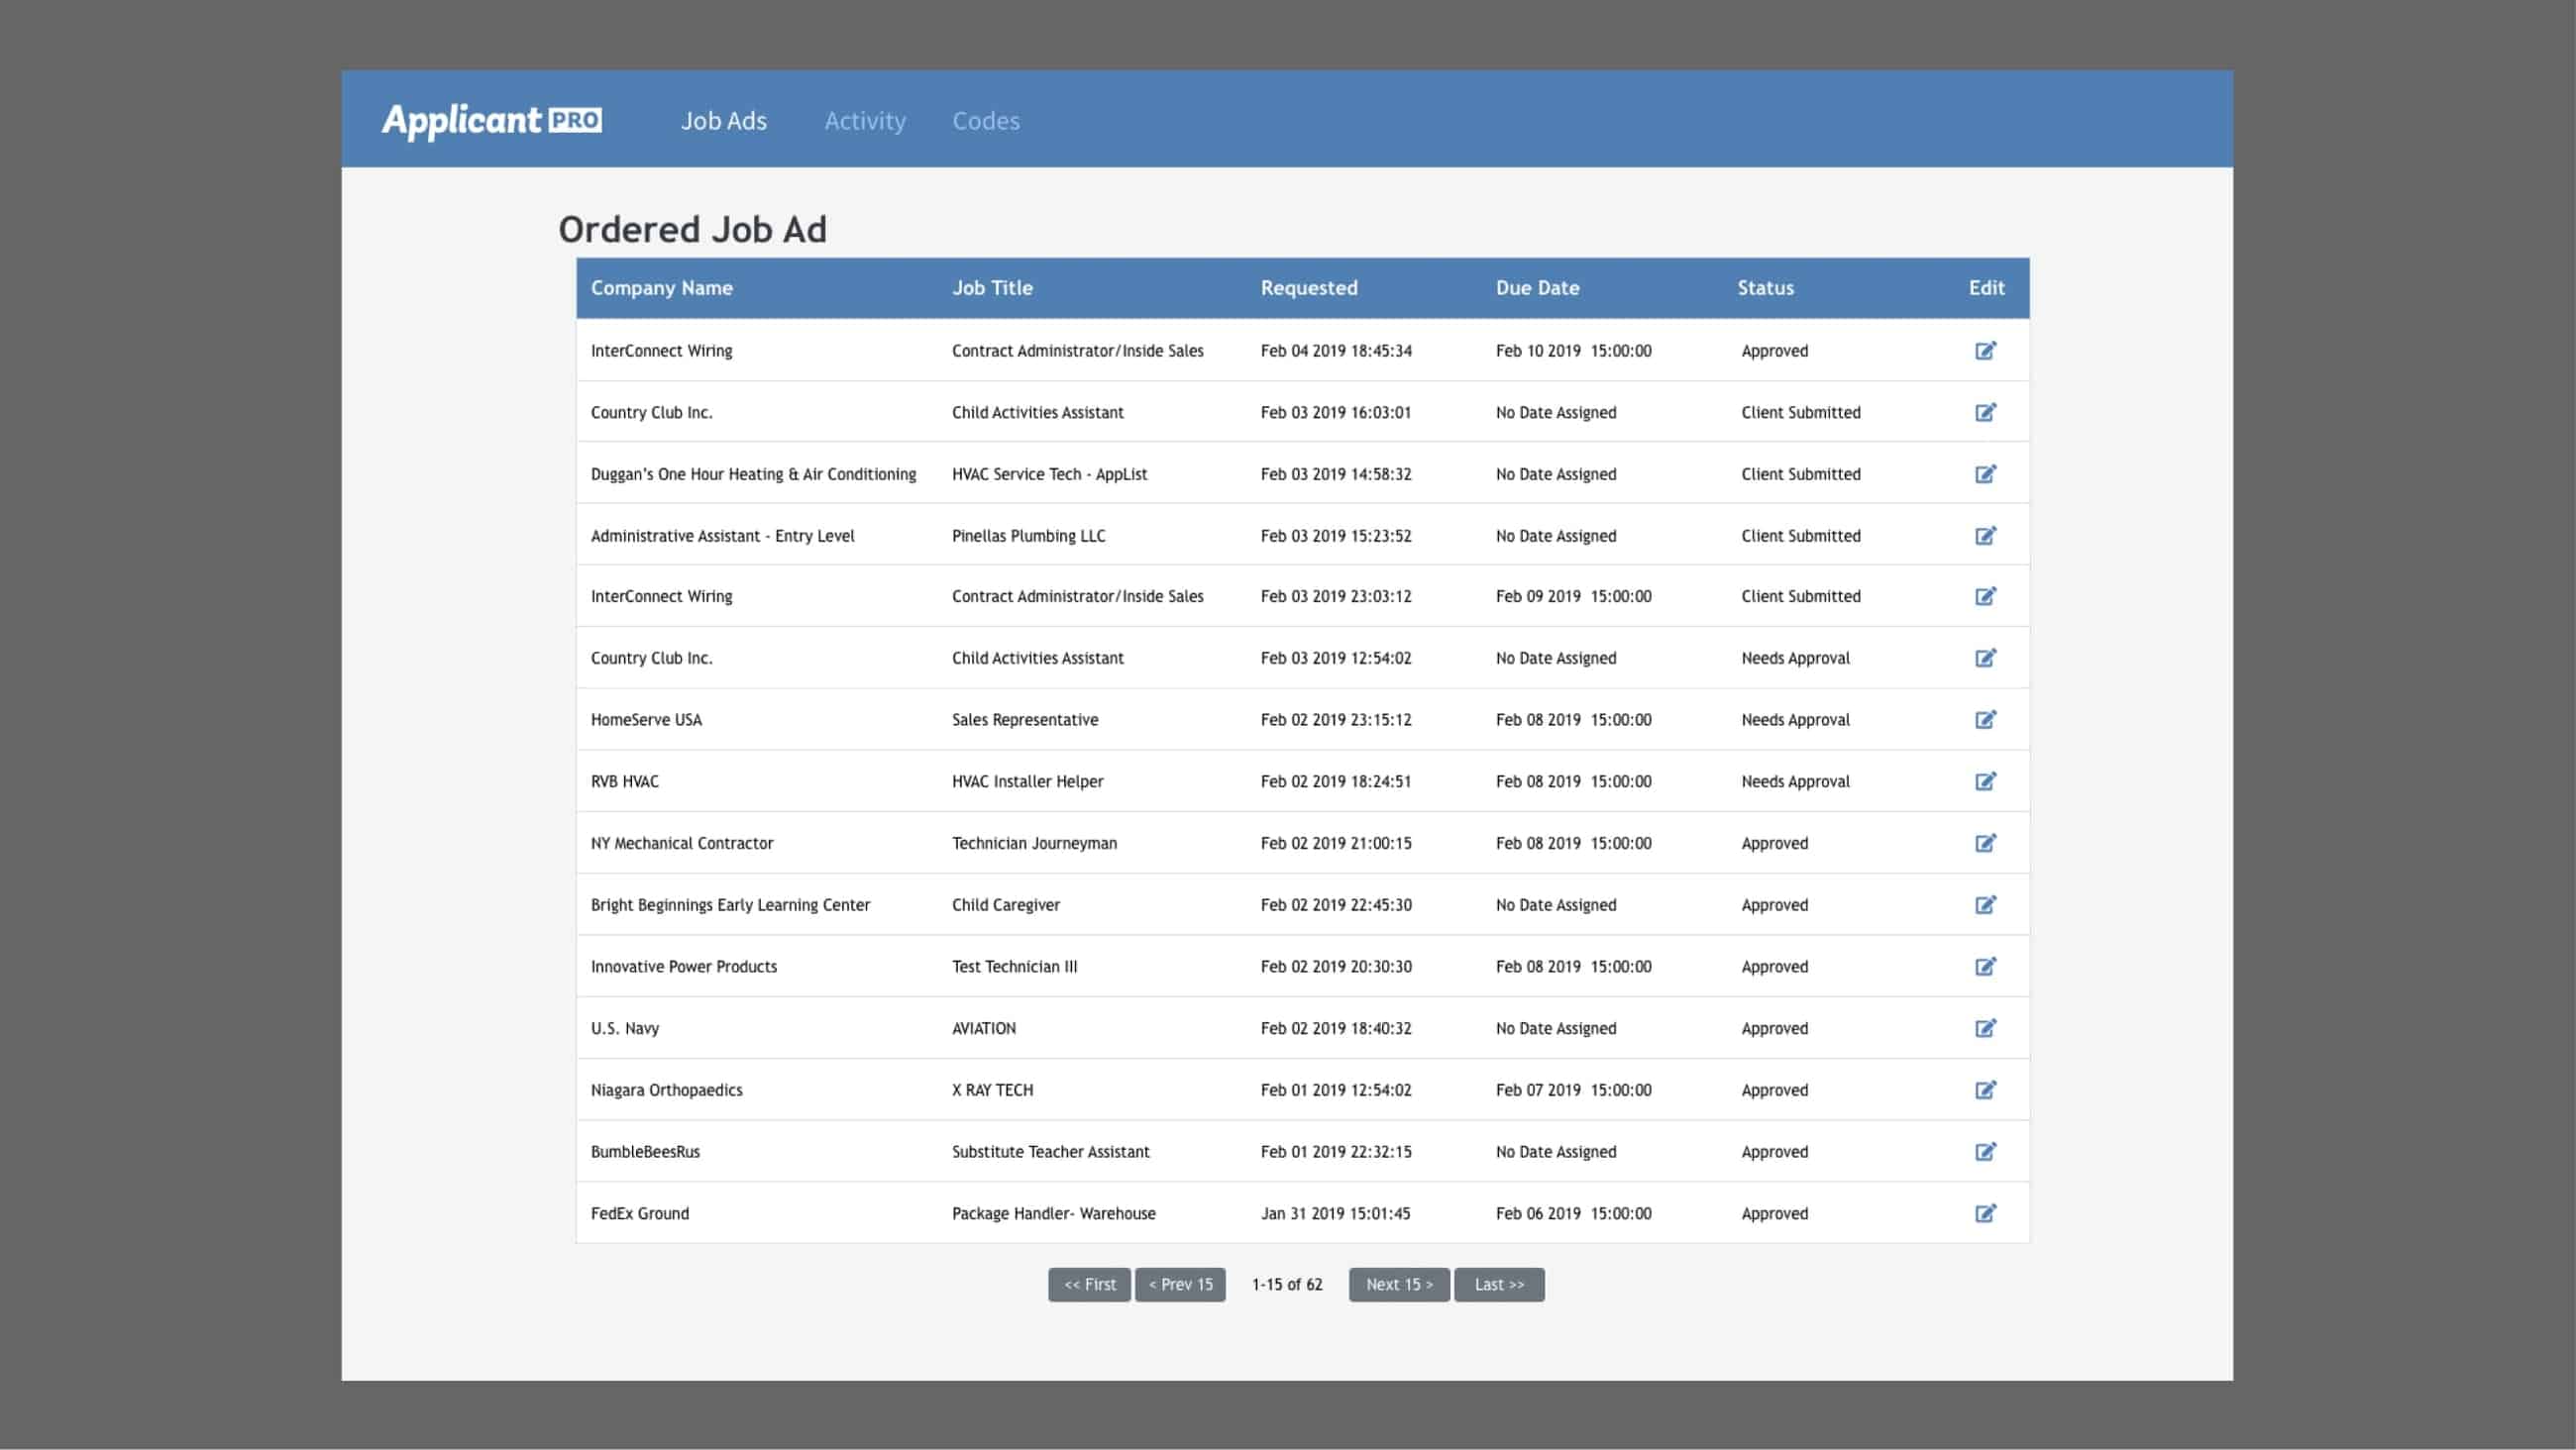 Applicant PRO Job Ads Activity Codes
Ordered Job Ad
Company Name Job Title Requested Due Date Status Edit
InterConnect Wiring Contract Administrator/Inside Sales Feb 04 2019 18:45:34 Feb 10 2019 15:00:00 Approved
Country Club Inc. Child Activities Assistant Feb 03 2019 16:03:01 No Date Assigned Client Submitted
Duggan's One Hour Heating & Air Conditioning HVAC Service Tech - AppList Feb 03 2019 14:58:32 No Date Assigned Client Submitted
Administrative Assistant - Entry Level Pinellas Plumbing LLC Feb 03 2019 15:23:52 No Date Assigned Client Submitted
InterConnect Wiring Contract Administrator/Inside Sales Feb 03 2019 23:03:12 Feb 09 2019 15:00:00 Client Submitted
Country Club Inc. Child Activities Assistant Feb 03 2019 12:54:02 No Date Assigned Needs Approval
HomeServe USA Sales Representative Feb 02 2019 23:15:12 Feb 08 2019 15:00:00 Needs Approval
RVB HVAC HVAC Installer Helper Feb 02 2019 18:24:51 Feb 08 2019 15:00:00 Needs Approval
NY Mechanical Contractor Technician Journeyman Feb 02 2019 21:00:15 Feb 08 2019 15:00:00 Approved
Bright Beginnings Early Learning Center Child Caregiver Feb 02 2019 22:45:30 No Date Assigned Approved
Innovative Power Products Test Technician III Feb 02 2019 20:30:30 Feb 08 2019 15:00:00 Approved
U.S. Navy AVIATION Feb 02 2019 18:40:32 No Date Assigned Approved
Niagara Orthopaedics X RAY TECH Feb 01 2019 12:54:02 Feb 07 2019 15:00:00 Approved
BumbleBeesRus Substitute Teacher Assistant Feb 01 2019 22:32:15 No Date Assigned Approved
FedEx Ground Package Handler- Warehouse Jan 31 2019 15:01:45 Feb 06 2019 15:00:00 Approved
<< First < Prev 15 1-15 of 62 Next 15 > Last >>